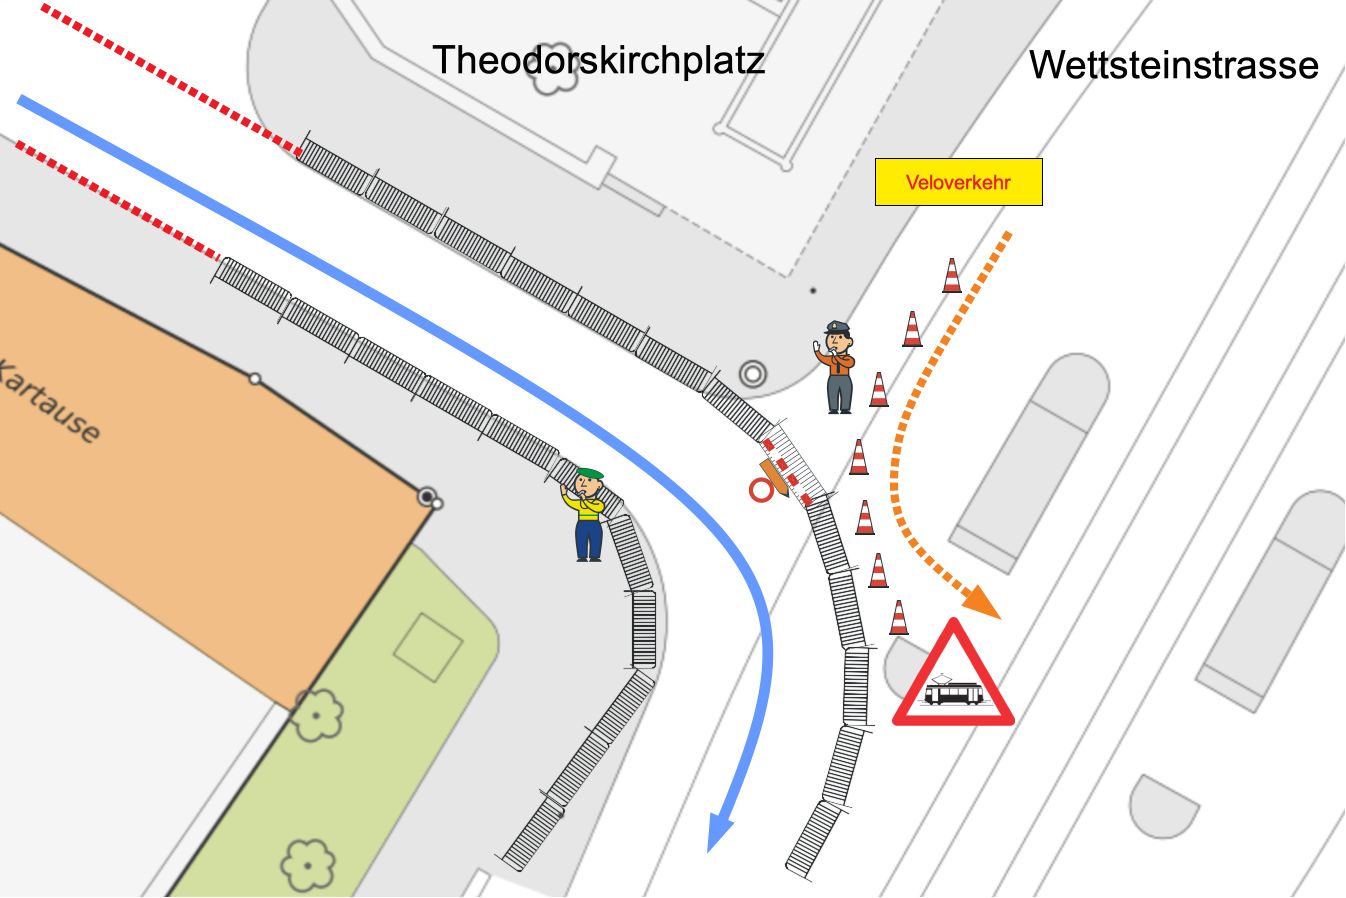 Theodorskirchplatz
Wettsteinstrasse
Veloverkehr
Kartause